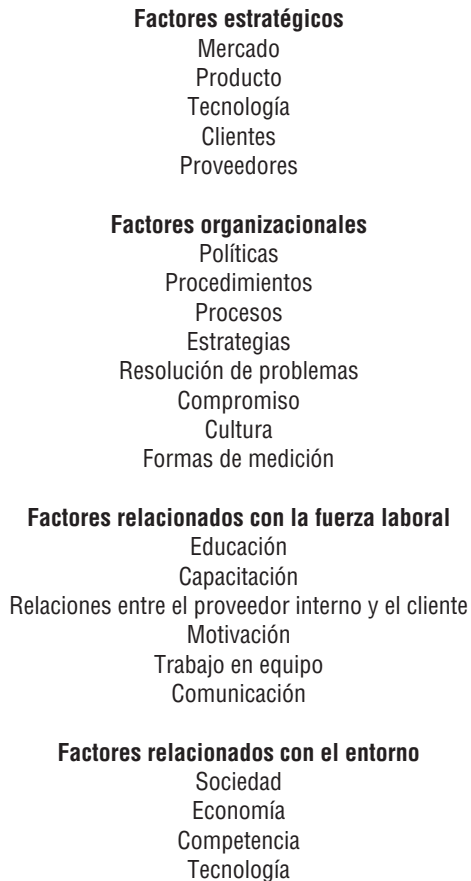 Factores estratégicos
Mercado
Producto
Tecnología
Clientes
Proveedores
Factores organizacionales
Políticas
Procedimientos
Procesos
Estrategias
Resolución de problemas
Compromiso
Cultura
Formas de medición
Factores relacionados con la fuerza laboral
Educación
Capacitación
Relaciones entre el proveedor interno y el cliente
Motivación
Trabajo en equipo
Comunicación
Factores relacionados con el entorno
Sociedad
Economía
Competencia
Tecnología